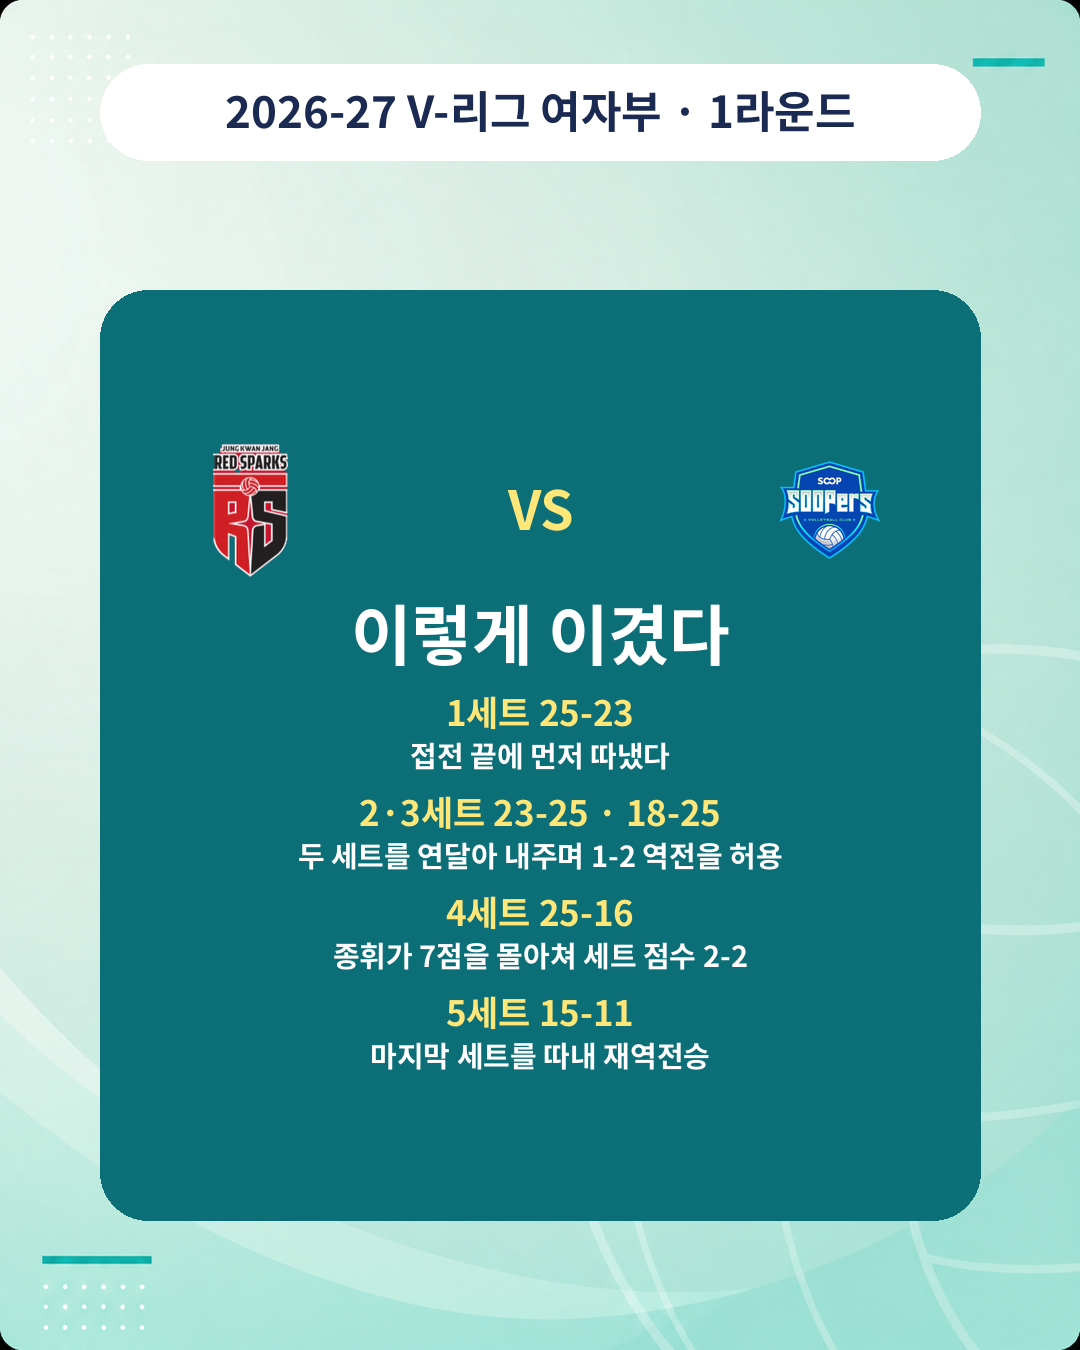 2026-27 V-리그 여자부 · 1라운드
JUNG KWAN JANG
RED SPARKS
RS
VS
SOOP
SOOPers
VOLLEYBALL CLUB
이렇게 이겼다
1세트 25-23
접전 끝에 먼저 따냈다
2·3세트 23-25 · 18-25
두 세트를 연달아 내주며 1-2 역전을 허용
4세트 25-16
종휘가 7점을 몰아쳐 세트 점수 2-2
5세트 15-11
마지막 세트를 따내 재역전승